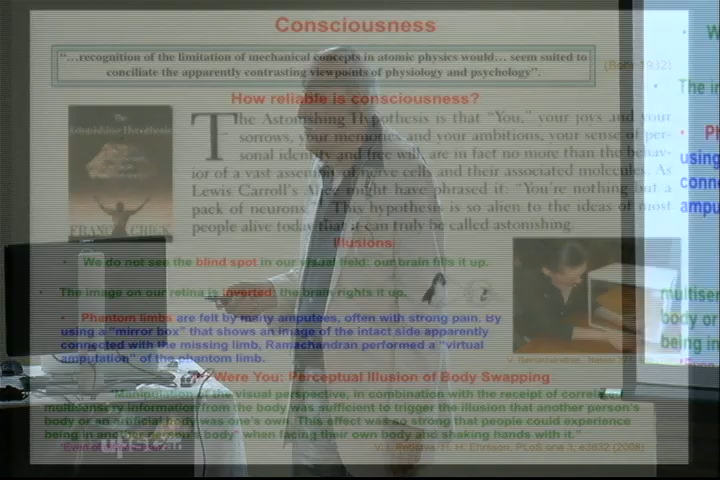 Consciousness
"…recognition of the limitation of mechanical concepts in atomic physics would… seem suited to
conciliate the apparently contrasting viewpoints of physiology and psychology".
(Bohr 1932)
How reliable is consciousness?
The
Astonishing Hypothesis
FRANCIS CRICK
The Astonishing Hypothesis is that "You," your joys and your
sorrows, your memories and your ambitions, your sense of per-
sonal identity and free will, are in fact no more than the behav-
ior of a vast assembly of nerve cells and their associated molecules. As
Lewis Carroll's Alice might have phrased it: "You're nothing but a
pack of neurons." This hypothesis is so alien to the ideas of most
people alive today that it can truly be called astonishing.
Illusions
• We do not see the blind spot in our visual field: our brain fills it up.
• The image on our retina is inverted: the brain rights it up.
• Phantom limbs are felt by many amputees, often with strong pain. By
using a "mirror box" that shows an image of the intact side apparently
connected with the missing limb, Ramachandran performed a "virtual
amputation" of the phantom limb.
Were You: Perceptual Illusion of Body Swapping
"Manipulation of the visual perspective, in combination with the receipt of
multisensory information from the body was sufficient to trigger the illusion that another person's
body or an artificial body was one's own. This effect was so strong that people could experience
being in another person's body" when facing their own body and shaking hands with it."
H. H. Ehrsson, PLoS one 3, e3832 (2008)
upstar
• W
• The i
• Ph
using
conne
ampu
multisen
body or
being in